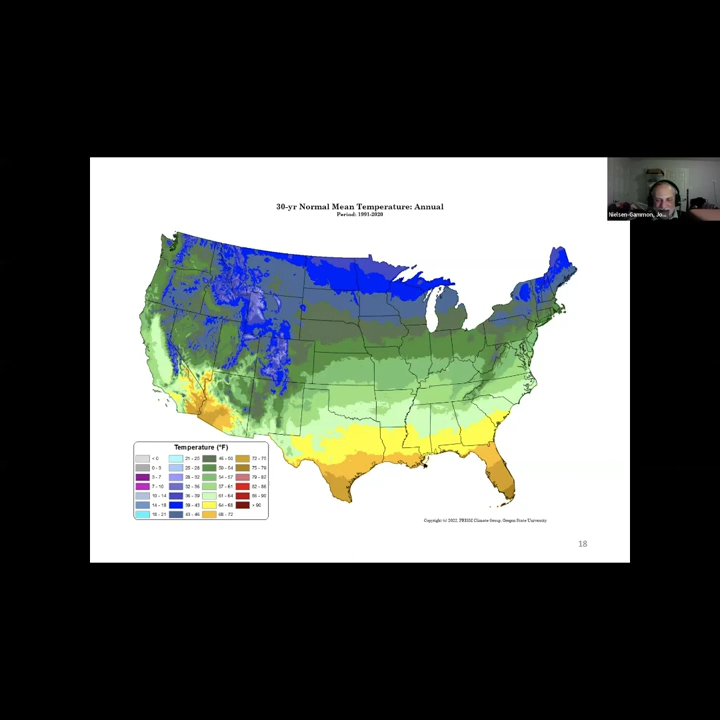 30-yr Normal Mean Temperature: Annual
Period: 1991-2020
Nielsen-Gammon, Jo...
Temperature (°F)
< 0 21 - 25 46 - 50 72 - 75
0 - 3 25 - 28 50 - 54 75 - 79
3 - 7 28 - 32 54 - 57 79 - 82
7 - 10 32 - 36 57 - 61 82 - 86
10 - 14 36 - 39 61 - 64 86 - 90
14 - 18 39 - 43 64 - 68 > 90
18 - 21 43 - 46 68 - 72
Copyright (c) 2022, PRISM Climate Group, Oregon State University
18